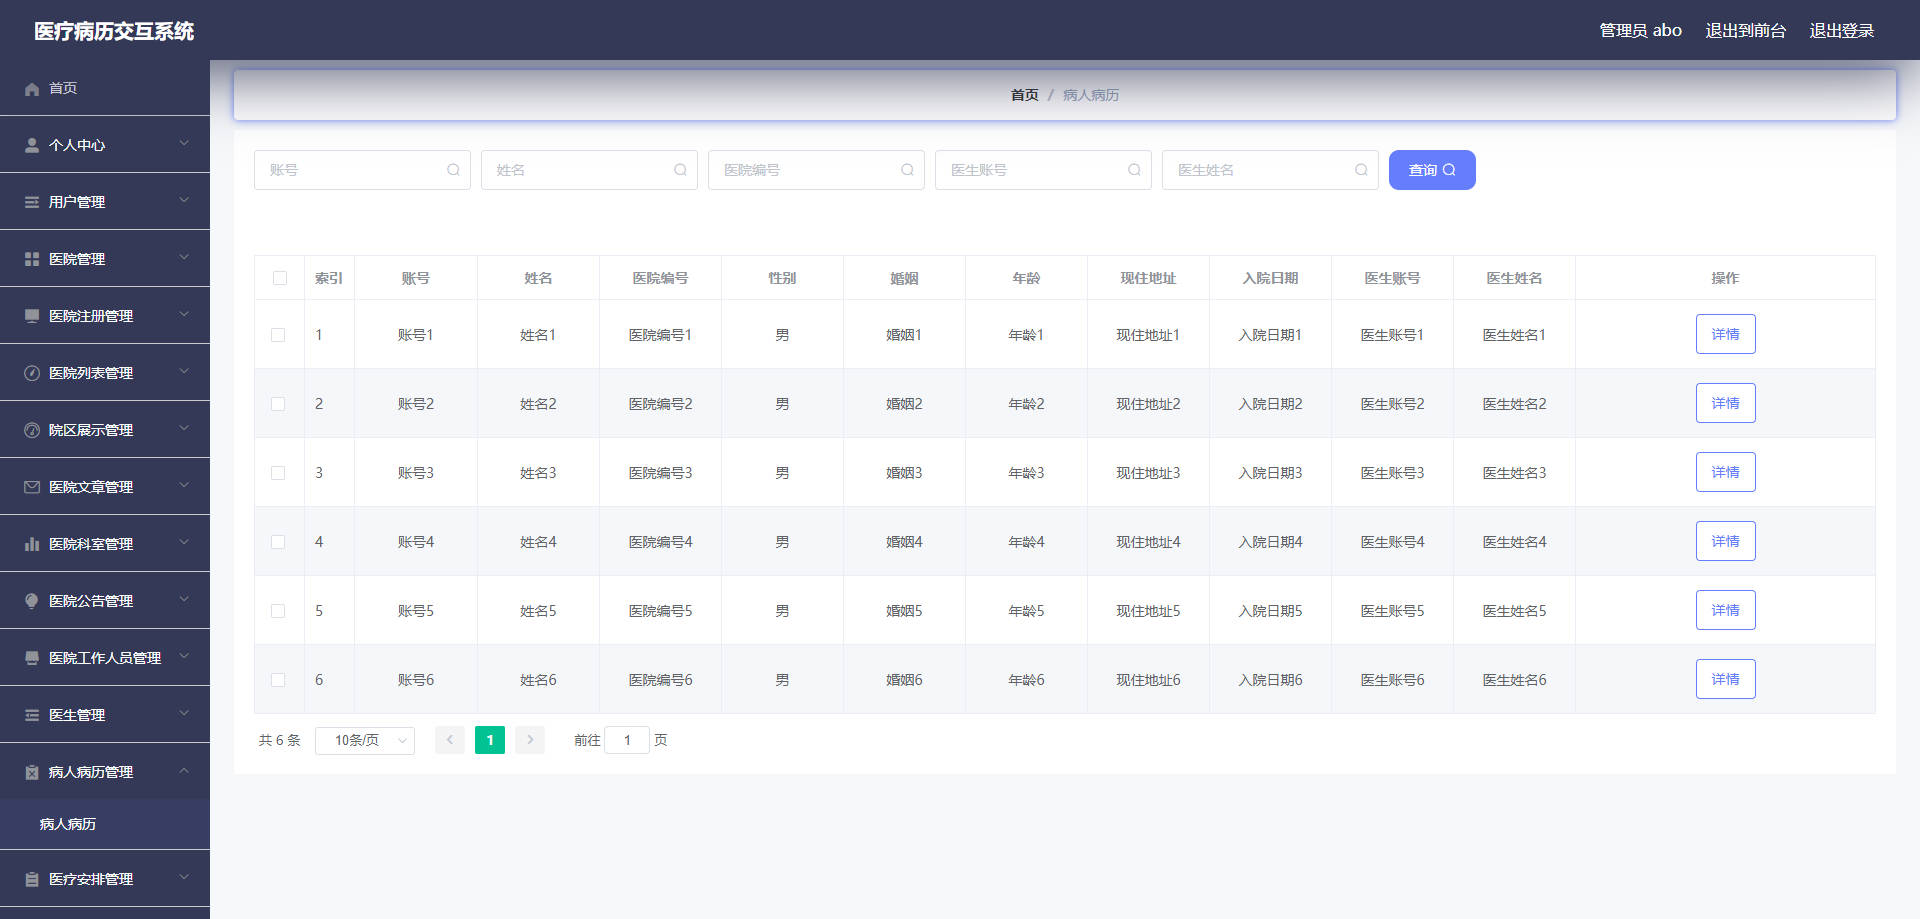 医疗病历交互系统
管理员 abo 退出到前台 退出登录
首页
个人中心
用户管理
医院管理
医院注册管理
医院列表管理
院区展示管理
医院文章管理
医院科室管理
医院公告管理
医院工作人员管理
医生管理
病人病历管理
病人病历
医疗安排管理
首页 / 病人病历
账号 姓名 医院编号 医生账号 医生姓名 查询
索引 账号 姓名 医院编号 性别 婚姻 年龄 现住地址 入院日期 医生账号 医生姓名 操作
1 账号1 姓名1 医院编号1 男 婚姻1 年龄1 现住地址1 入院日期1 医生账号1 医生姓名1 详情
2 账号2 姓名2 医院编号2 男 婚姻2 年龄2 现住地址2 入院日期2 医生账号2 医生姓名2 详情
3 账号3 姓名3 医院编号3 男 婚姻3 年龄3 现住地址3 入院日期3 医生账号3 医生姓名3 详情
4 账号4 姓名4 医院编号4 男 婚姻4 年龄4 现住地址4 入院日期4 医生账号4 医生姓名4 详情
5 账号5 姓名5 医院编号5 男 婚姻5 年龄5 现住地址5 入院日期5 医生账号5 医生姓名5 详情
6 账号6 姓名6 医院编号6 男 婚姻6 年龄6 现住地址6 入院日期6 医生账号6 医生姓名6 详情
共 6 条 10条/页 1 前往 1 页